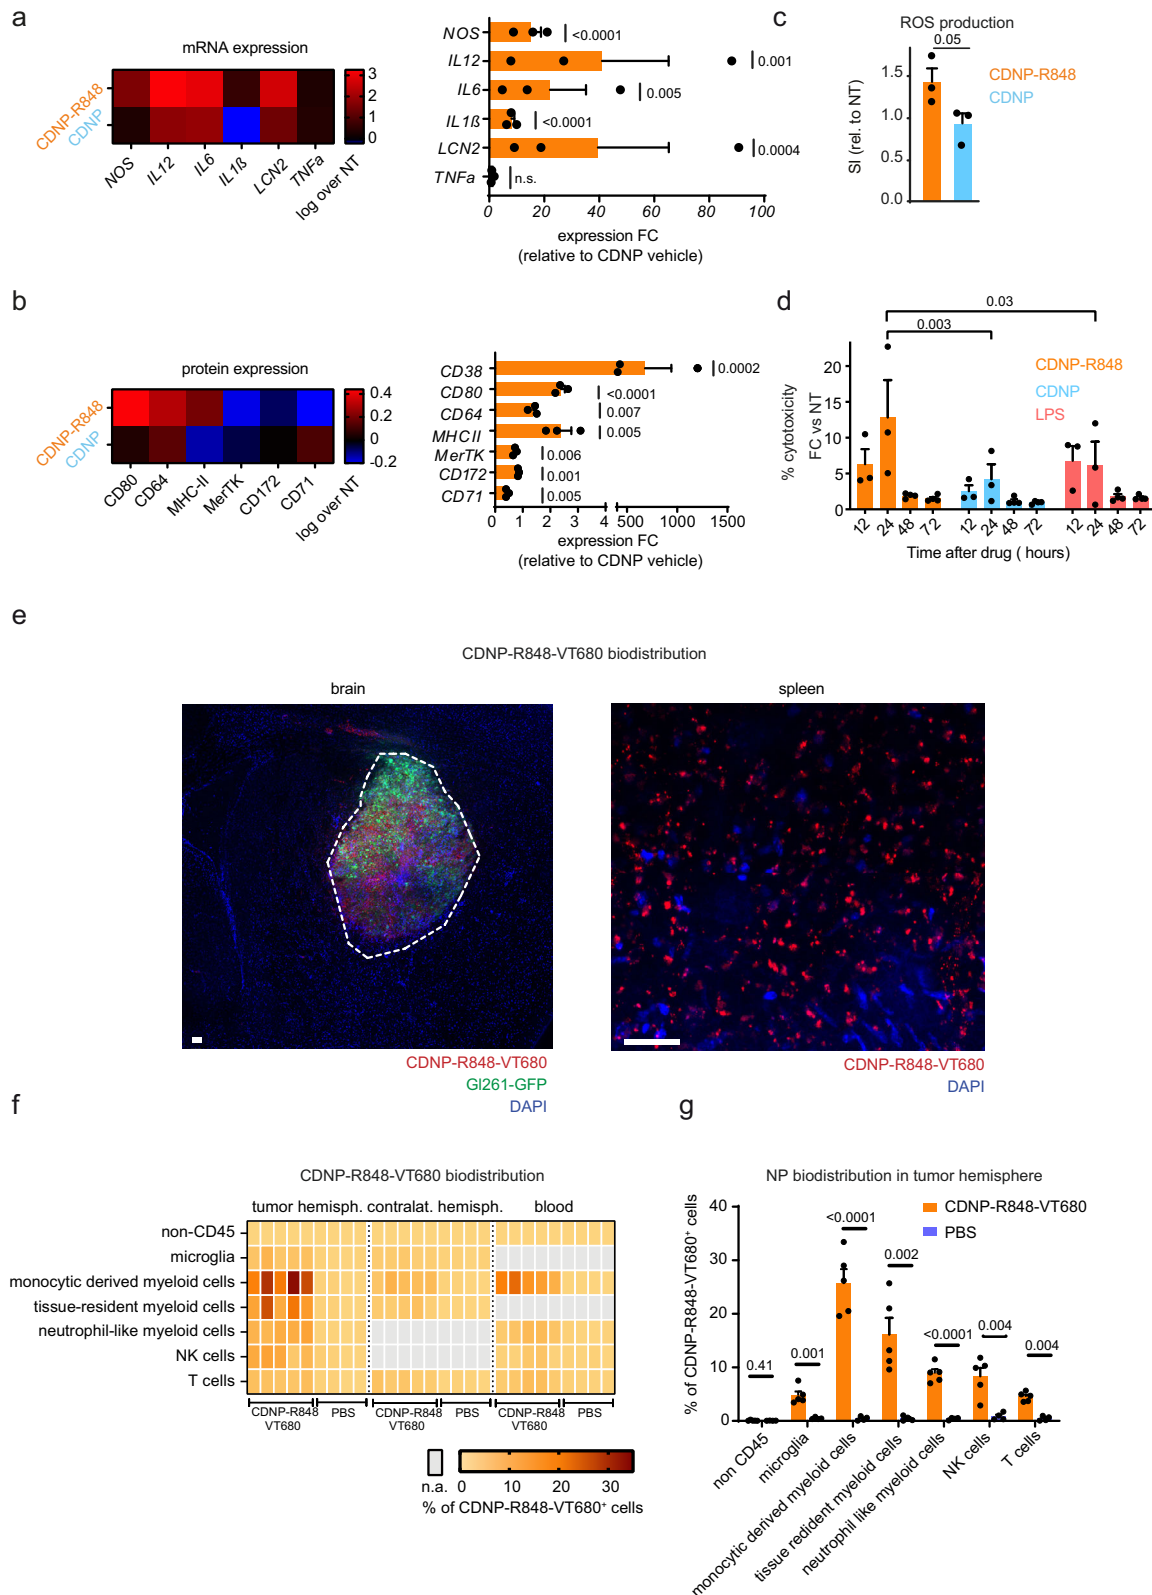 a
mRNA expression
CDNP-R848
CDNP
NOS
IL12
IL6
IL1ß
LCN2
TNFa
3
2
1
0
log over NT
NOS
IL12
IL6
IL1ß
LCN2
TNFa
<0.0001
0.001
0.005
<0.0001
0.0004
n.s.
0 20 40 60 80 100
expression FC
(relative to CDNP vehicle)
c
ROS production
0.05
CDNP-R848
CDNP
SI (rel. to NT)
1.5
1.0
0.5
0.0
b
protein expression
CDNP-R848
CDNP
CD80
CD64
MHC-II
MerTK
CD172
CD71
0.4
0.2
0
-0.2
log over NT
CD38
CD80
CD64
MHC II
MerTK
CD172
CD71
0.0002
<0.0001
0.007
0.005
0.006
0.001
0.005
0 1 2 3 4 500 1000 1500
expression FC
(relative to CDNP vehicle)
d
0.03
0.003
CDNP-R848
CDNP
LPS
% cytotoxicity
FC vs NT
20
15
10
5
0
12 24 48 72 12 24 48 72 12 24 48 72
Time after drug ( hours)
e
CDNP-R848-VT680 biodistribution
brain
spleen
CDNP-R848-VT680
Gl261-GFP
DAPI
CDNP-R848-VT680
DAPI
f
CDNP-R848-VT680 biodistribution
tumor hemisph. contralat. hemisph. blood
non-CD45
microglia
monocytic derived myeloid cells
tissue-resident myeloid cells
neutrophil-like myeloid cells
NK cells
T cells
CDNP-R848
VT680
PBS
CDNP-R848
VT680
PBS
CDNP-R848
VT680
PBS
n.a.
0 10 20 30
% of CDNP-R848-VT680⁺ cells
g
NP biodistribution in tumor hemisphere
CDNP-R848-VT680
PBS
% of CDNP-R848-VT680⁺ cells
40
30
20
10
0
0.41
0.001
<0.0001
0.002
<0.0001
0.004
0.004
non CD45
microglia
monocytic derived myeloid cells
tissue redident myeloid cells
neutrophil like myeloid cells
NK cells
T cells